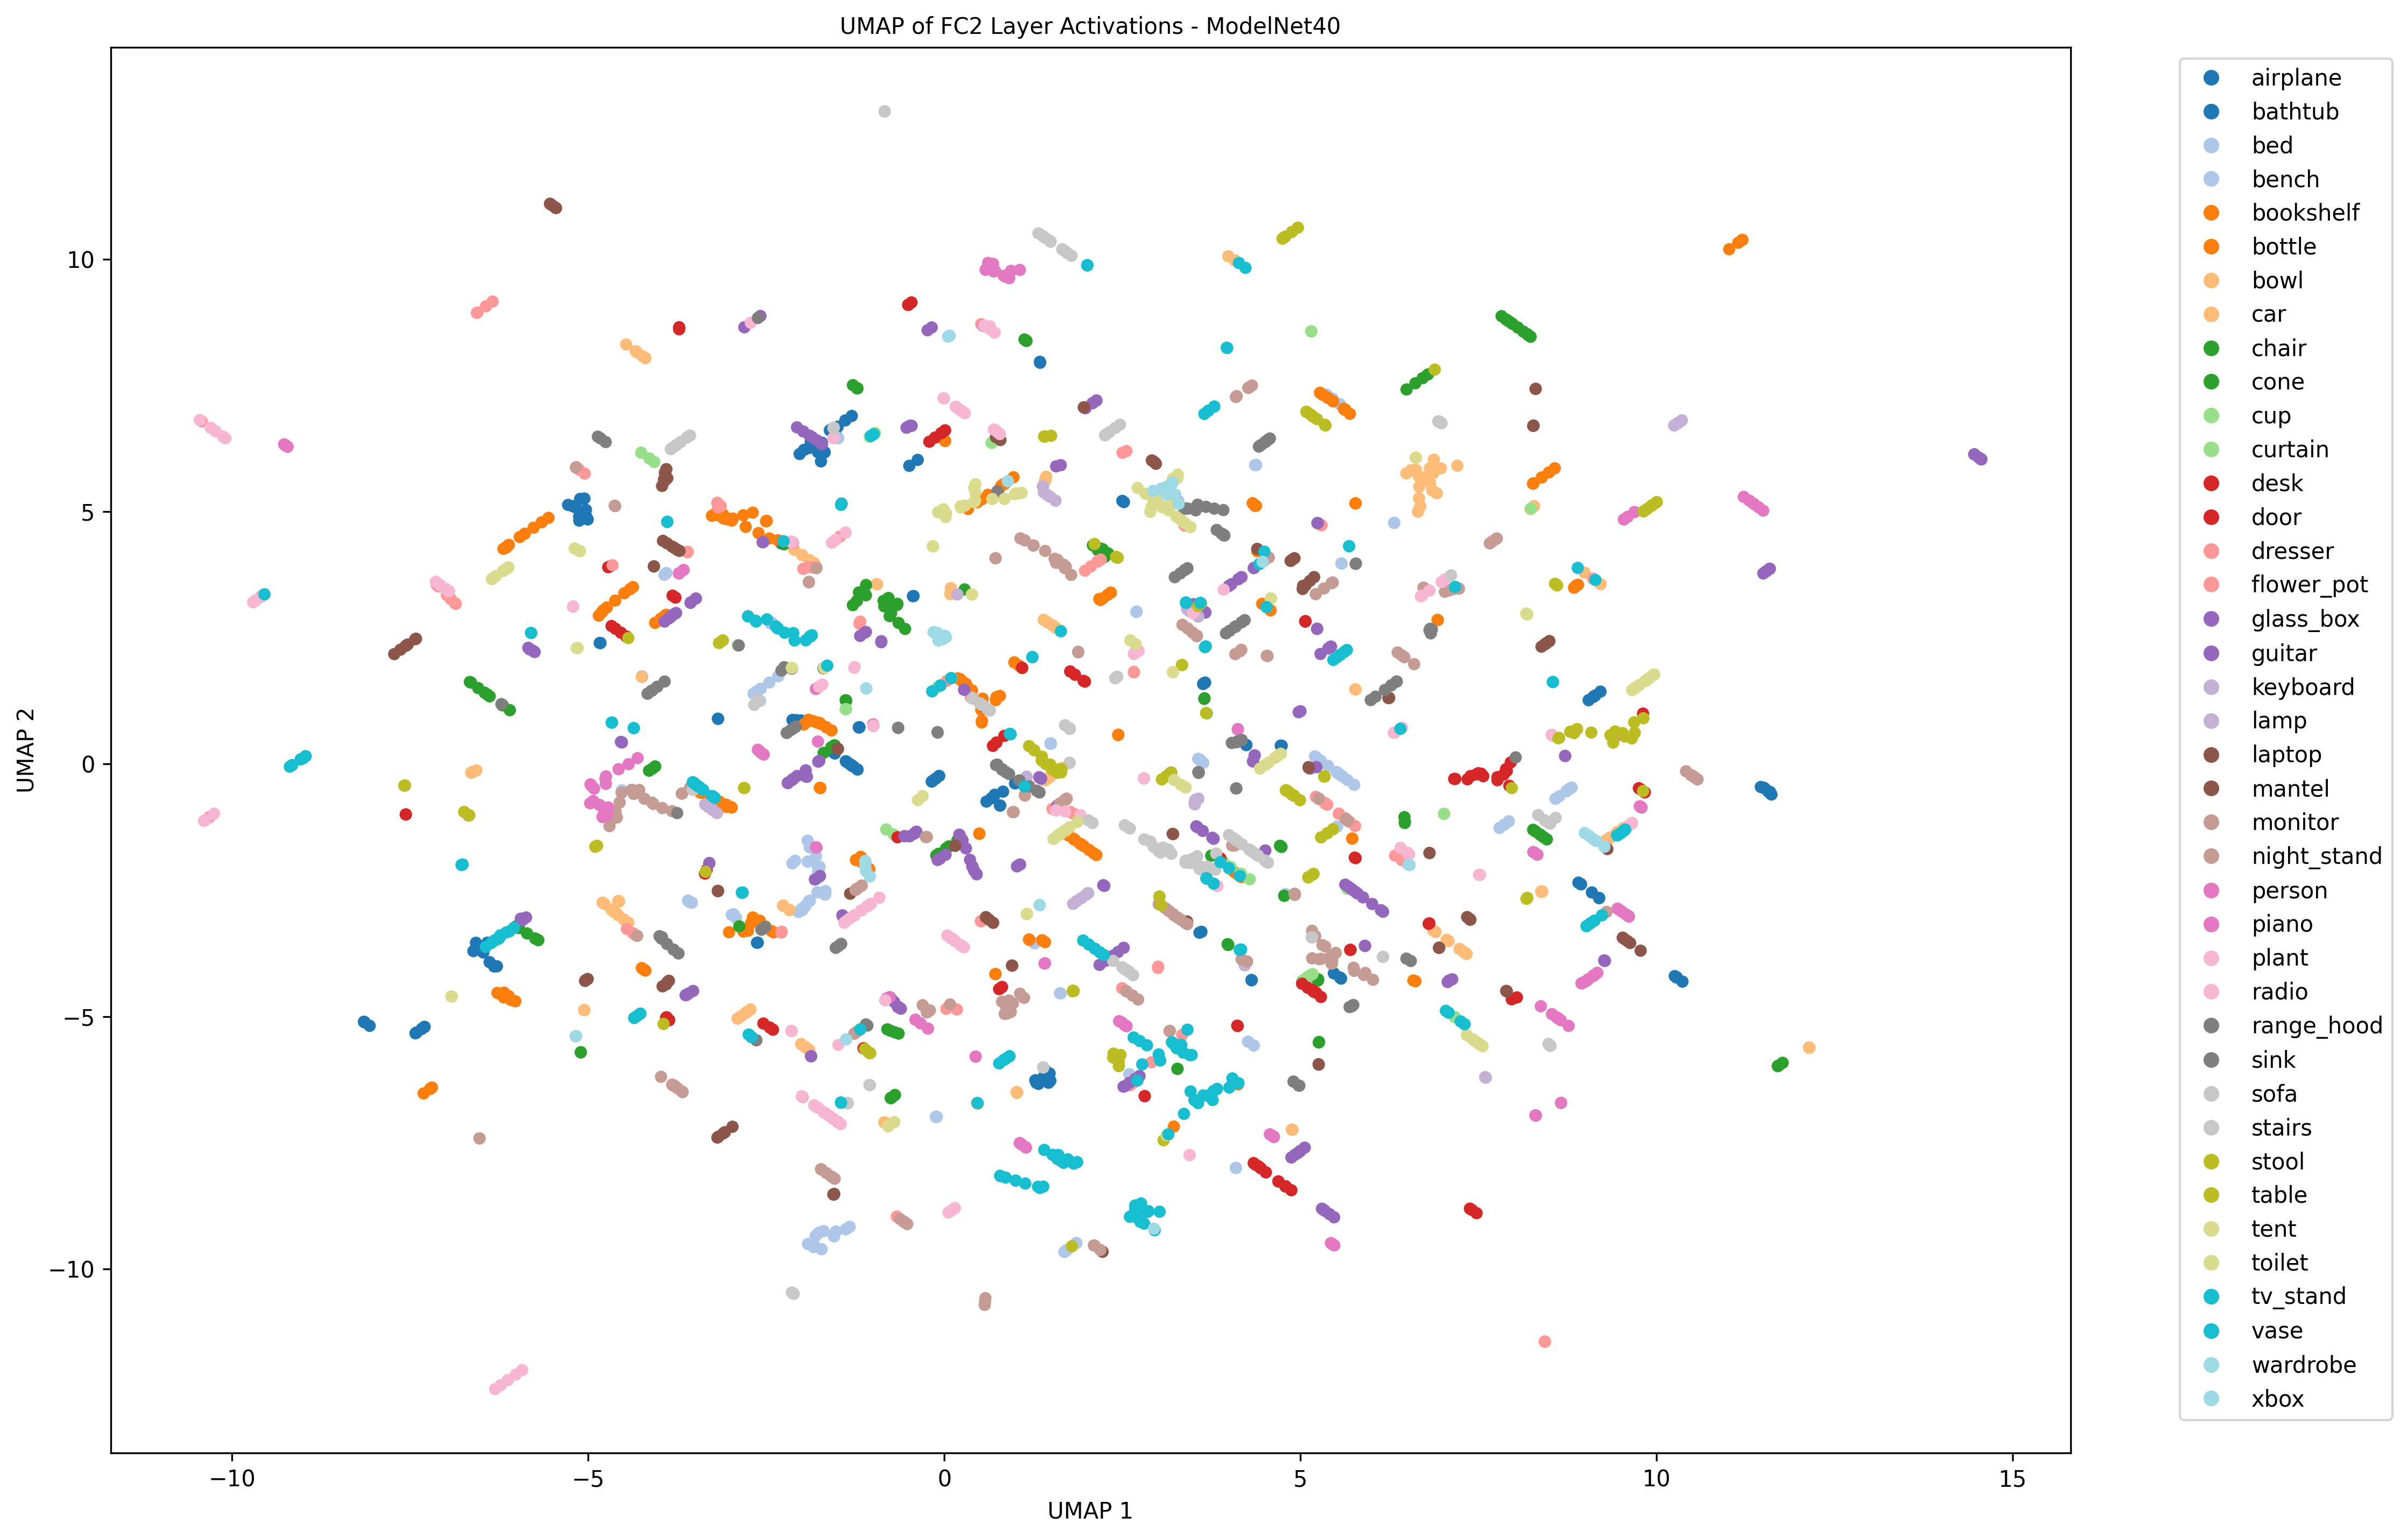 UMAP of FC2 Layer Activations - ModelNet40
10
5
0
−5
−10
UMAP 2
−10
−5
0
5
10
15
UMAP 1
airplane
bathtub
bed
bench
bookshelf
bottle
bowl
car
chair
cone
cup
curtain
desk
door
dresser
flower_pot
glass_box
guitar
keyboard
lamp
laptop
mantel
monitor
night_stand
person
piano
plant
radio
range_hood
sink
sofa
stairs
stool
table
tent
toilet
tv_stand
vase
wardrobe
xbox